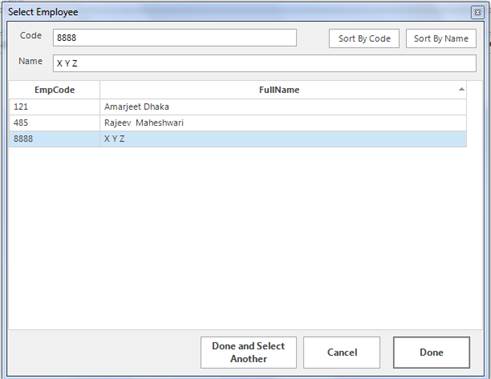 Select Employee
Code 8888 Sort By Code Sort By Name
Name X Y Z
EmpCode FullName
121 Amarjeet Dhaka
485 Rajeev Maheshwari
8888 X Y Z
Done and Select
Another Cancel Done